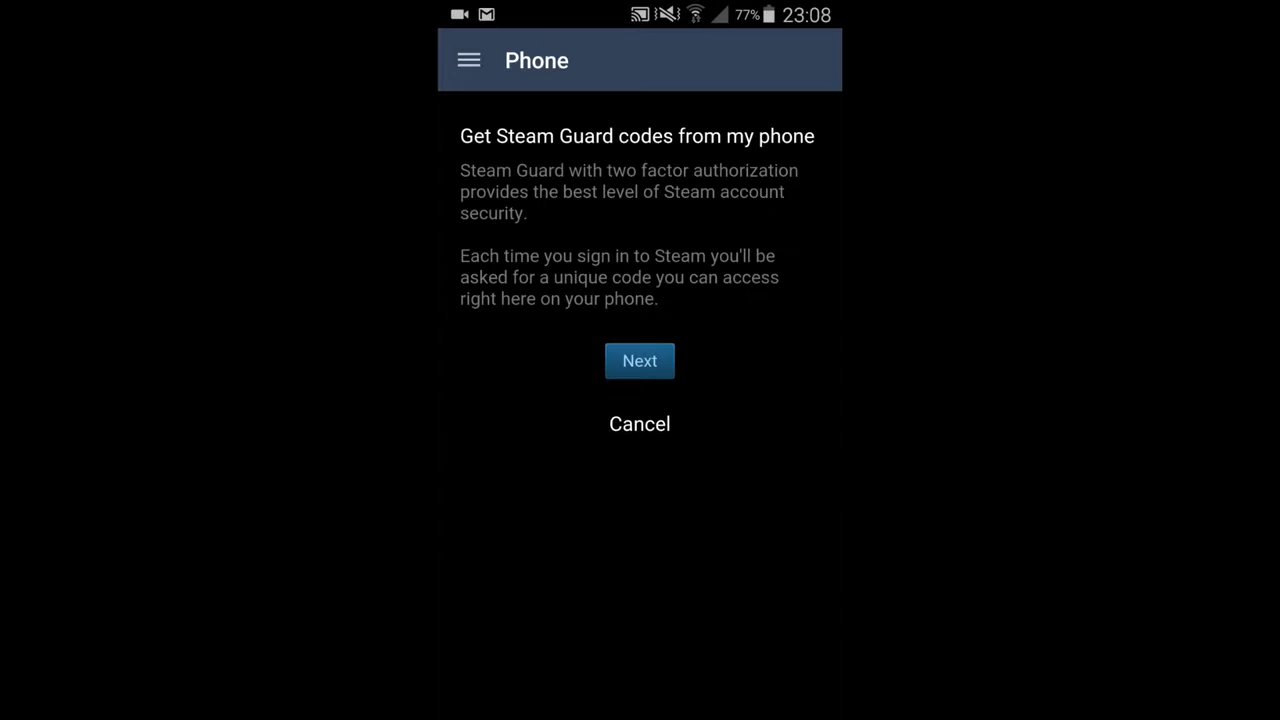 77% 23:08
Phone
Get Steam Guard codes from my phone
Steam Guard with two factor authorization
provides the best level of Steam account
security.
Each time you sign in to Steam you'll be
asked for a unique code you can access
right here on your phone.
Next
Cancel